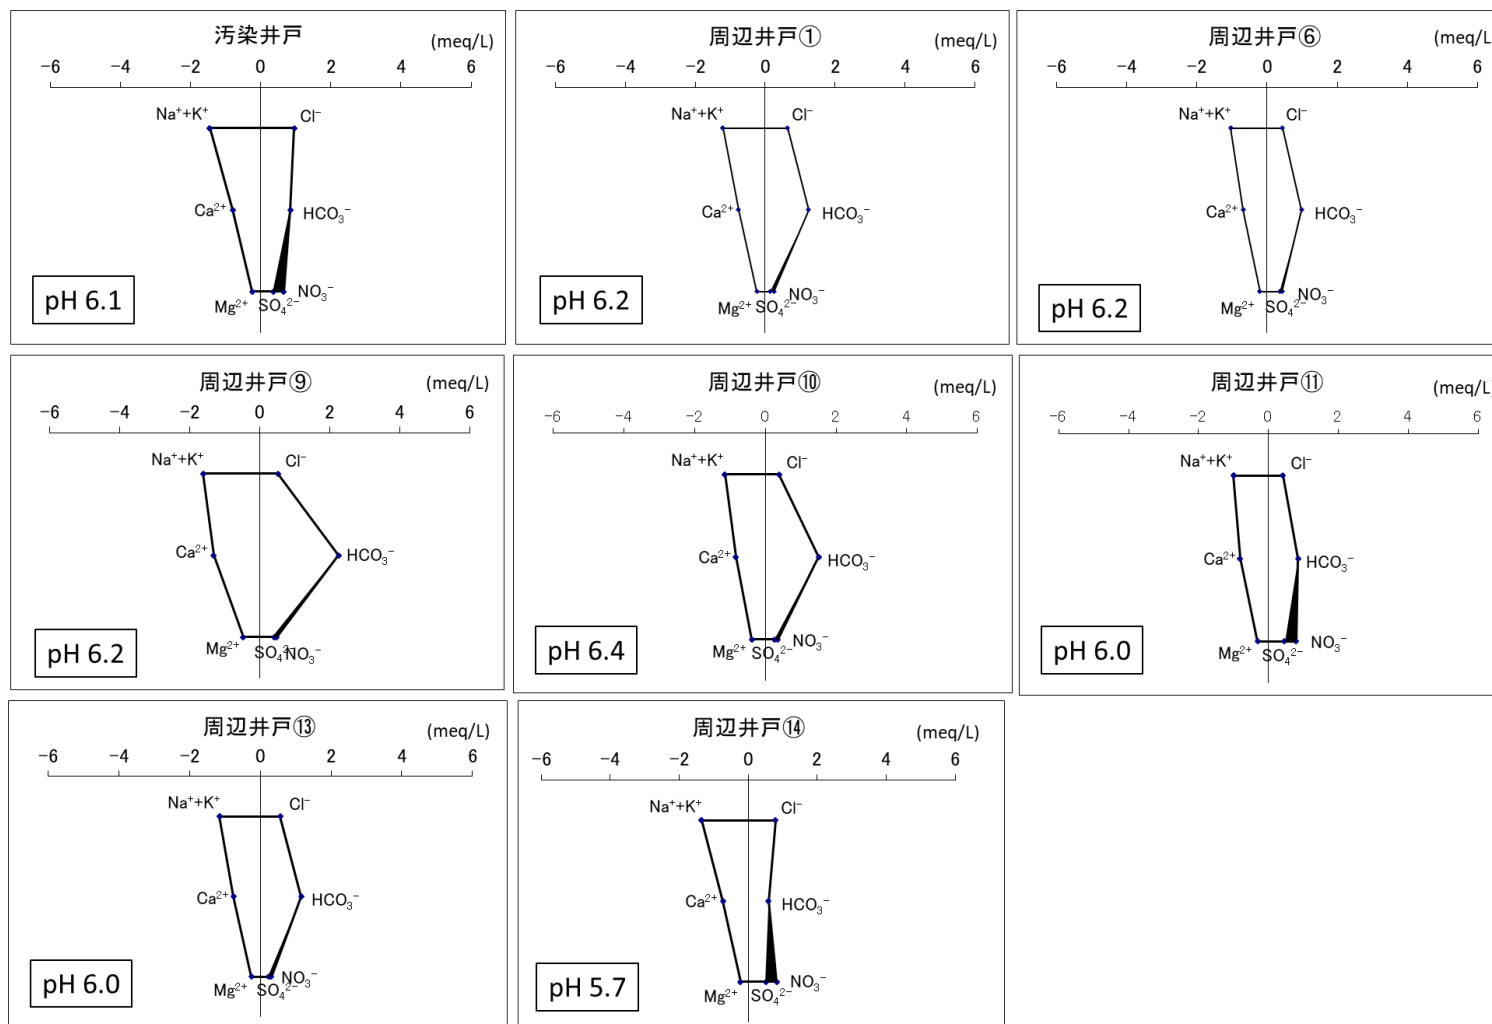 汚染井戸
(meq/L)
−6 −4 −2 0 2 4 6
Na⁺+K⁺ Cl⁻
Ca²⁺ HCO₃⁻
Mg²⁺ SO₄²⁻ NO₃⁻
pH 6.1
周辺井戸①
(meq/L)
−6 −4 −2 0 2 4 6
Na⁺+K⁺ Cl⁻
Ca²⁺ HCO₃⁻
Mg²⁺ SO₄²⁻ NO₃⁻
pH 6.2
周辺井戸⑥
(meq/L
−6 −4 −2 0 2 4 6
Na⁺+K⁺ Cl⁻
Ca²⁺ HCO₃⁻
Mg²⁺ SO₄²⁻ NO₃⁻
pH 6.2
周辺井戸⑨
(meq/L)
−6 −4 −2 0 2 4 6
Na⁺+K⁺ Cl⁻
Ca²⁺ HCO₃⁻
Mg²⁺ SO₄²⁻ NO₃⁻
pH 6.2
周辺井戸⑩
(meq/L)
−6 −4 −2 0 2 4 6
Na⁺+K⁺ Cl⁻
Ca²⁺ HCO₃⁻
Mg²⁺ SO₄²⁻ NO₃⁻
pH 6.4
周辺井戸⑪
(meq/L)
−6 −4 −2 0 2 4 6
Na⁺+K⁺ Cl⁻
Ca²⁺ HCO₃⁻
Mg²⁺ SO₄²⁻ NO₃⁻
pH 6.0
周辺井戸⑬
(meq/L)
−6 −4 −2 0 2 4 6
Na⁺+K⁺ Cl⁻
Ca²⁺ HCO₃⁻
Mg²⁺ SO₄²⁻ NO₃⁻
pH 6.0
周辺井戸⑭
(meq/L)
−6 −4 −2 0 2 4 6
Na⁺+K⁺ Cl⁻
Ca²⁺ HCO₃⁻
Mg²⁺ SO₄²⁻ NO₃⁻
pH 5.7